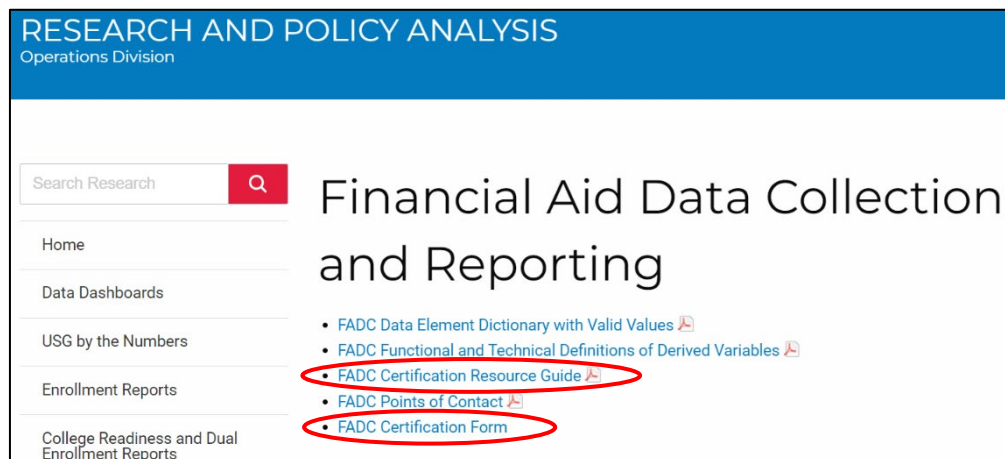 RESEARCH AND POLICY ANALYSIS
Operations Division
Search Research
Home
Data Dashboards
USG by the Numbers
Enrollment Reports
College Readiness and Dual
Enrollment Reports
Financial Aid Data Collection
and Reporting
FADC Data Element Dictionary with Valid Values
FADC Functional and Technical Definitions of Derived Variables
FADC Certification Resource Guide
FADC Points of Contact
FADC Certification Form